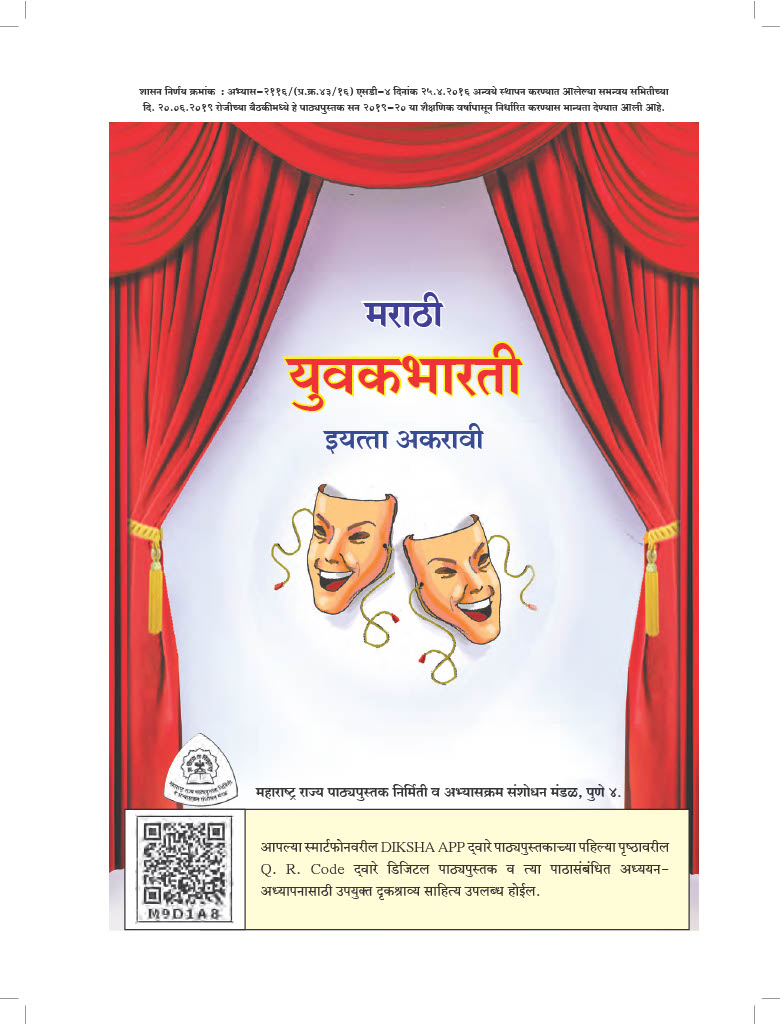 शासन निर्णय क्रमांक : अभ्यास-२११६/(प्र.क्र.४३/१६) एसडी-४ दिनांक २५.४.२०१६ अन्वये स्थापन करण्यात आलेल्या समन्वय समितीच्या
दि. २०.०६.२०१९ रोजीच्या बैठकीमध्ये हे पाठ्यपुस्तक सन २०१९-२० या शैक्षणिक वर्षापासून निर्धारित करण्यास मान्यता देण्यात आली आहे.
मराठी
युवकभारती
इयत्ता अकरावी
महाराष्ट्र राज्य पाठ्यपुस्तक निर्मिती व अभ्यासक्रम संशोधन मंडळ, पुणे ४.
आपल्या स्मार्टफोनवरील DIKSHA APP द्वारे पाठ्यपुस्तकाच्या पहिल्या पृष्ठावरील
Q. R. Code द्वारे डिजिटल पाठ्यपुस्तक व त्या पाठासंबंधित अध्ययन-
अध्यापनासाठी उपयुक्त दृकश्राव्य साहित्य उपलब्ध होईल.
M9D1A8